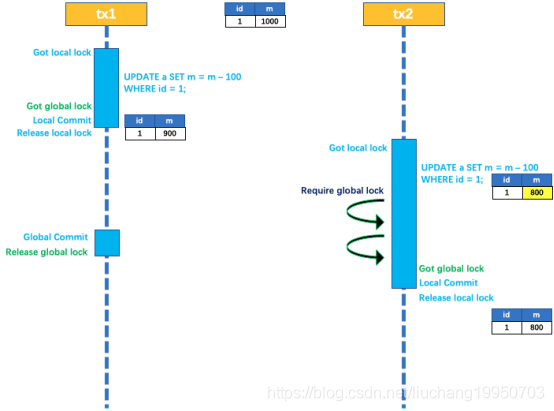 tx1
id m
1 1000
tx2
Got local lock
UPDATE a SET m = m – 100
WHERE id = 1;
Got global lock
Local Commit
Release local lock
id m
1 900
Got local lock
UPDATE a SET m = m – 100
WHERE id = 1;
id m
1 800
Require global lock
Global Commit
Release global lock
Got global lock
Local Commit
Release local lock
id m
1 800
https://blog.csdn.net/liuchang19950703